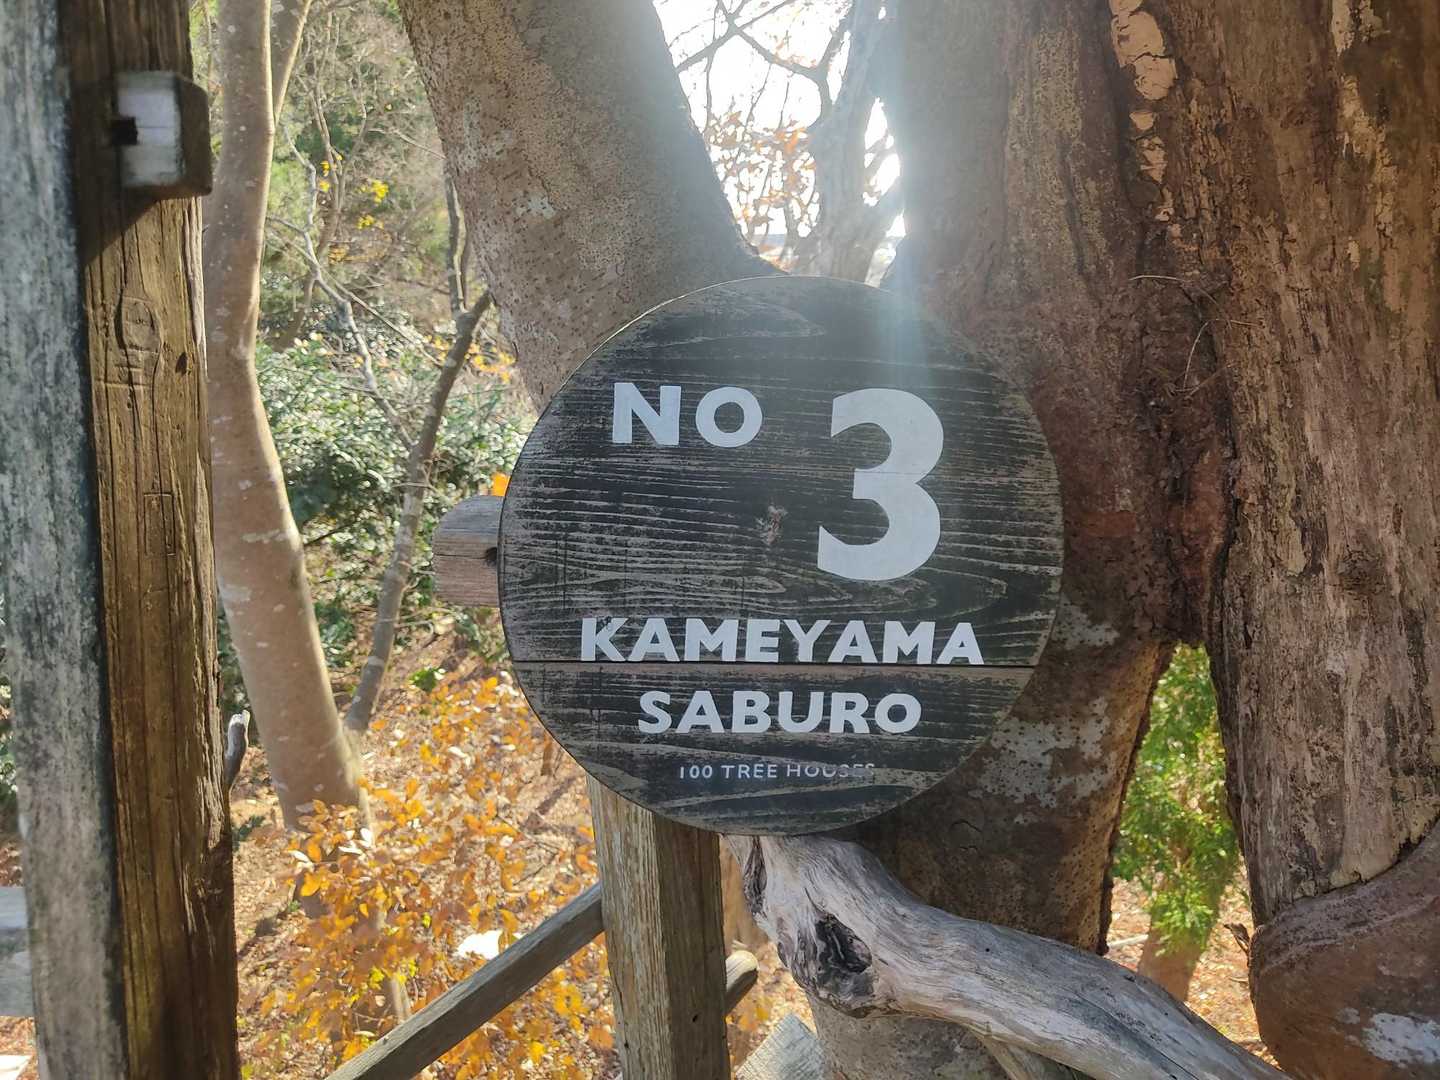 NO 3
KAMEYAMA
SABURO
100 TREE HOUSES